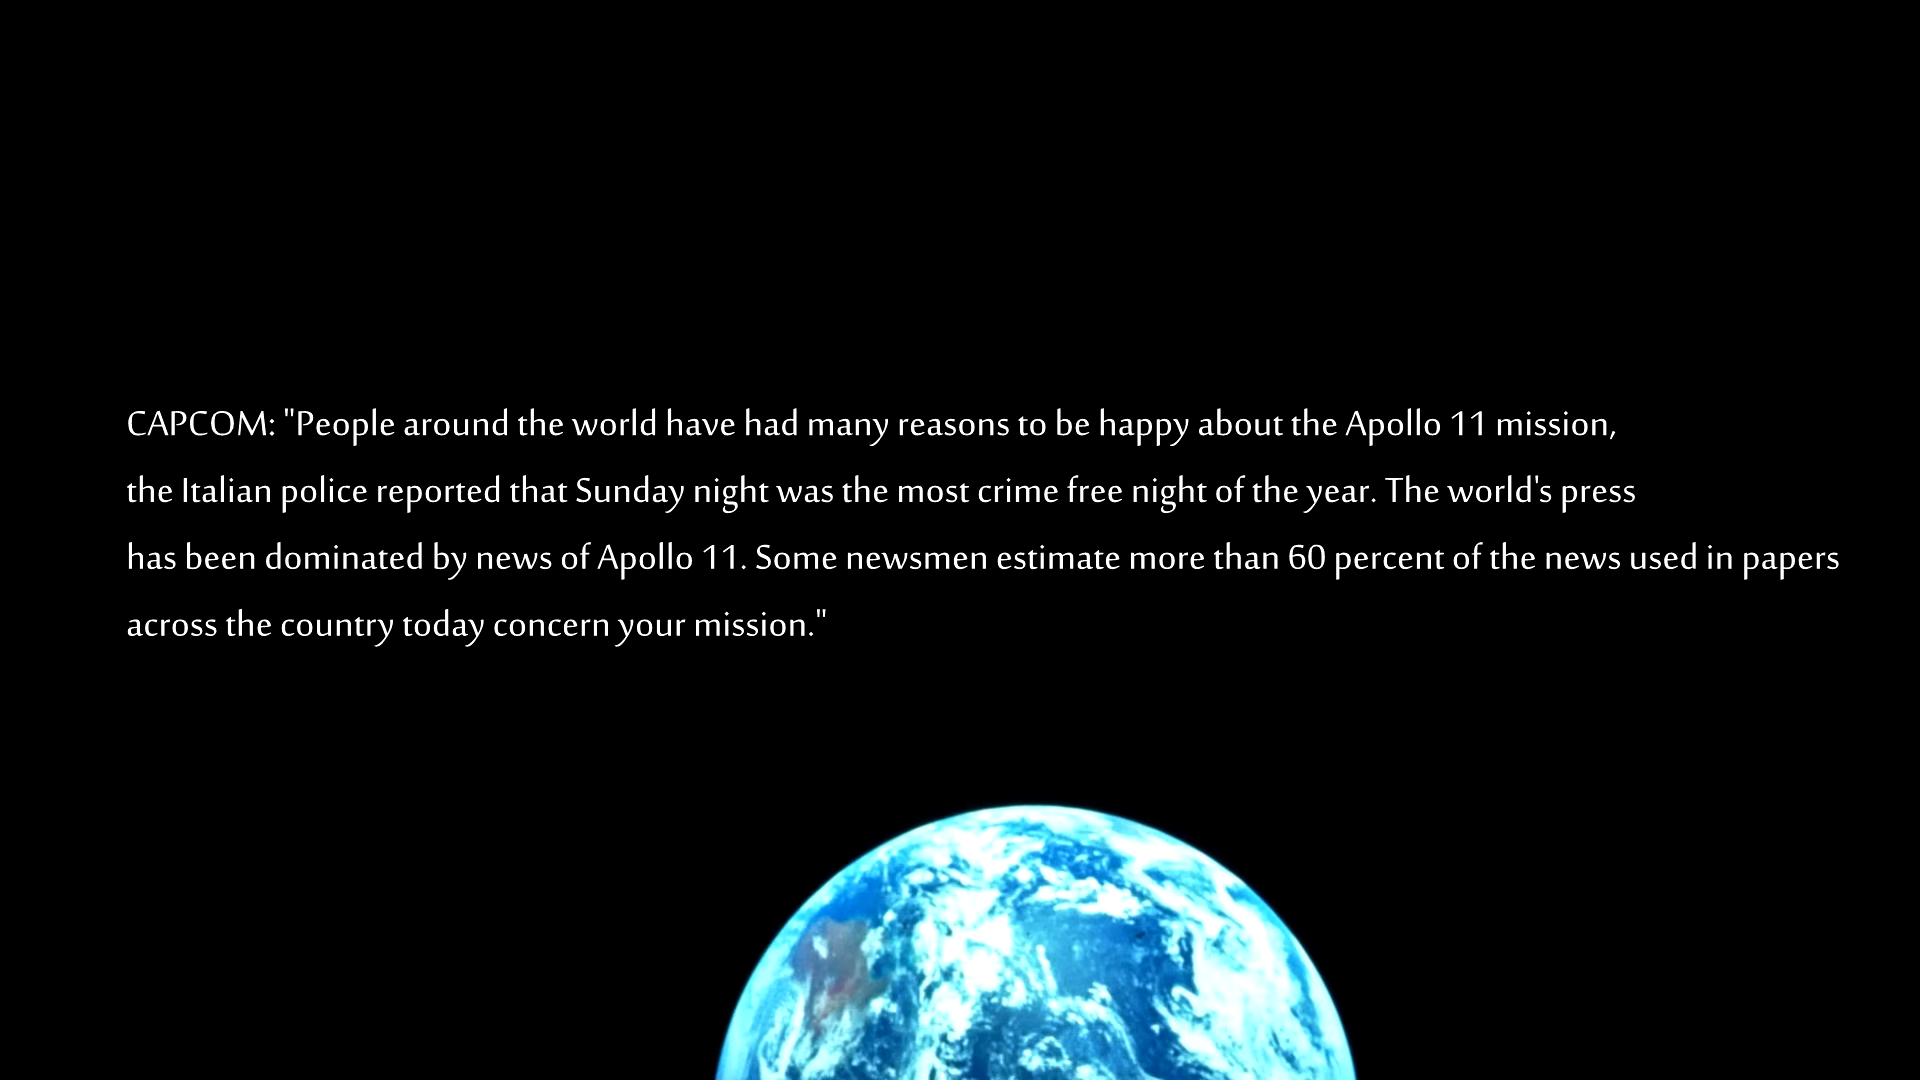 CAPCOM: "People around the world have had many reasons to be happy about the Apollo 11 mission,
the Italian police reported that Sunday night was the most crime free night of the year. The world's press
has been dominated by news of Apollo 11. Some newsmen estimate more than 60 percent of the news used in papers
across the country today concern your mission."